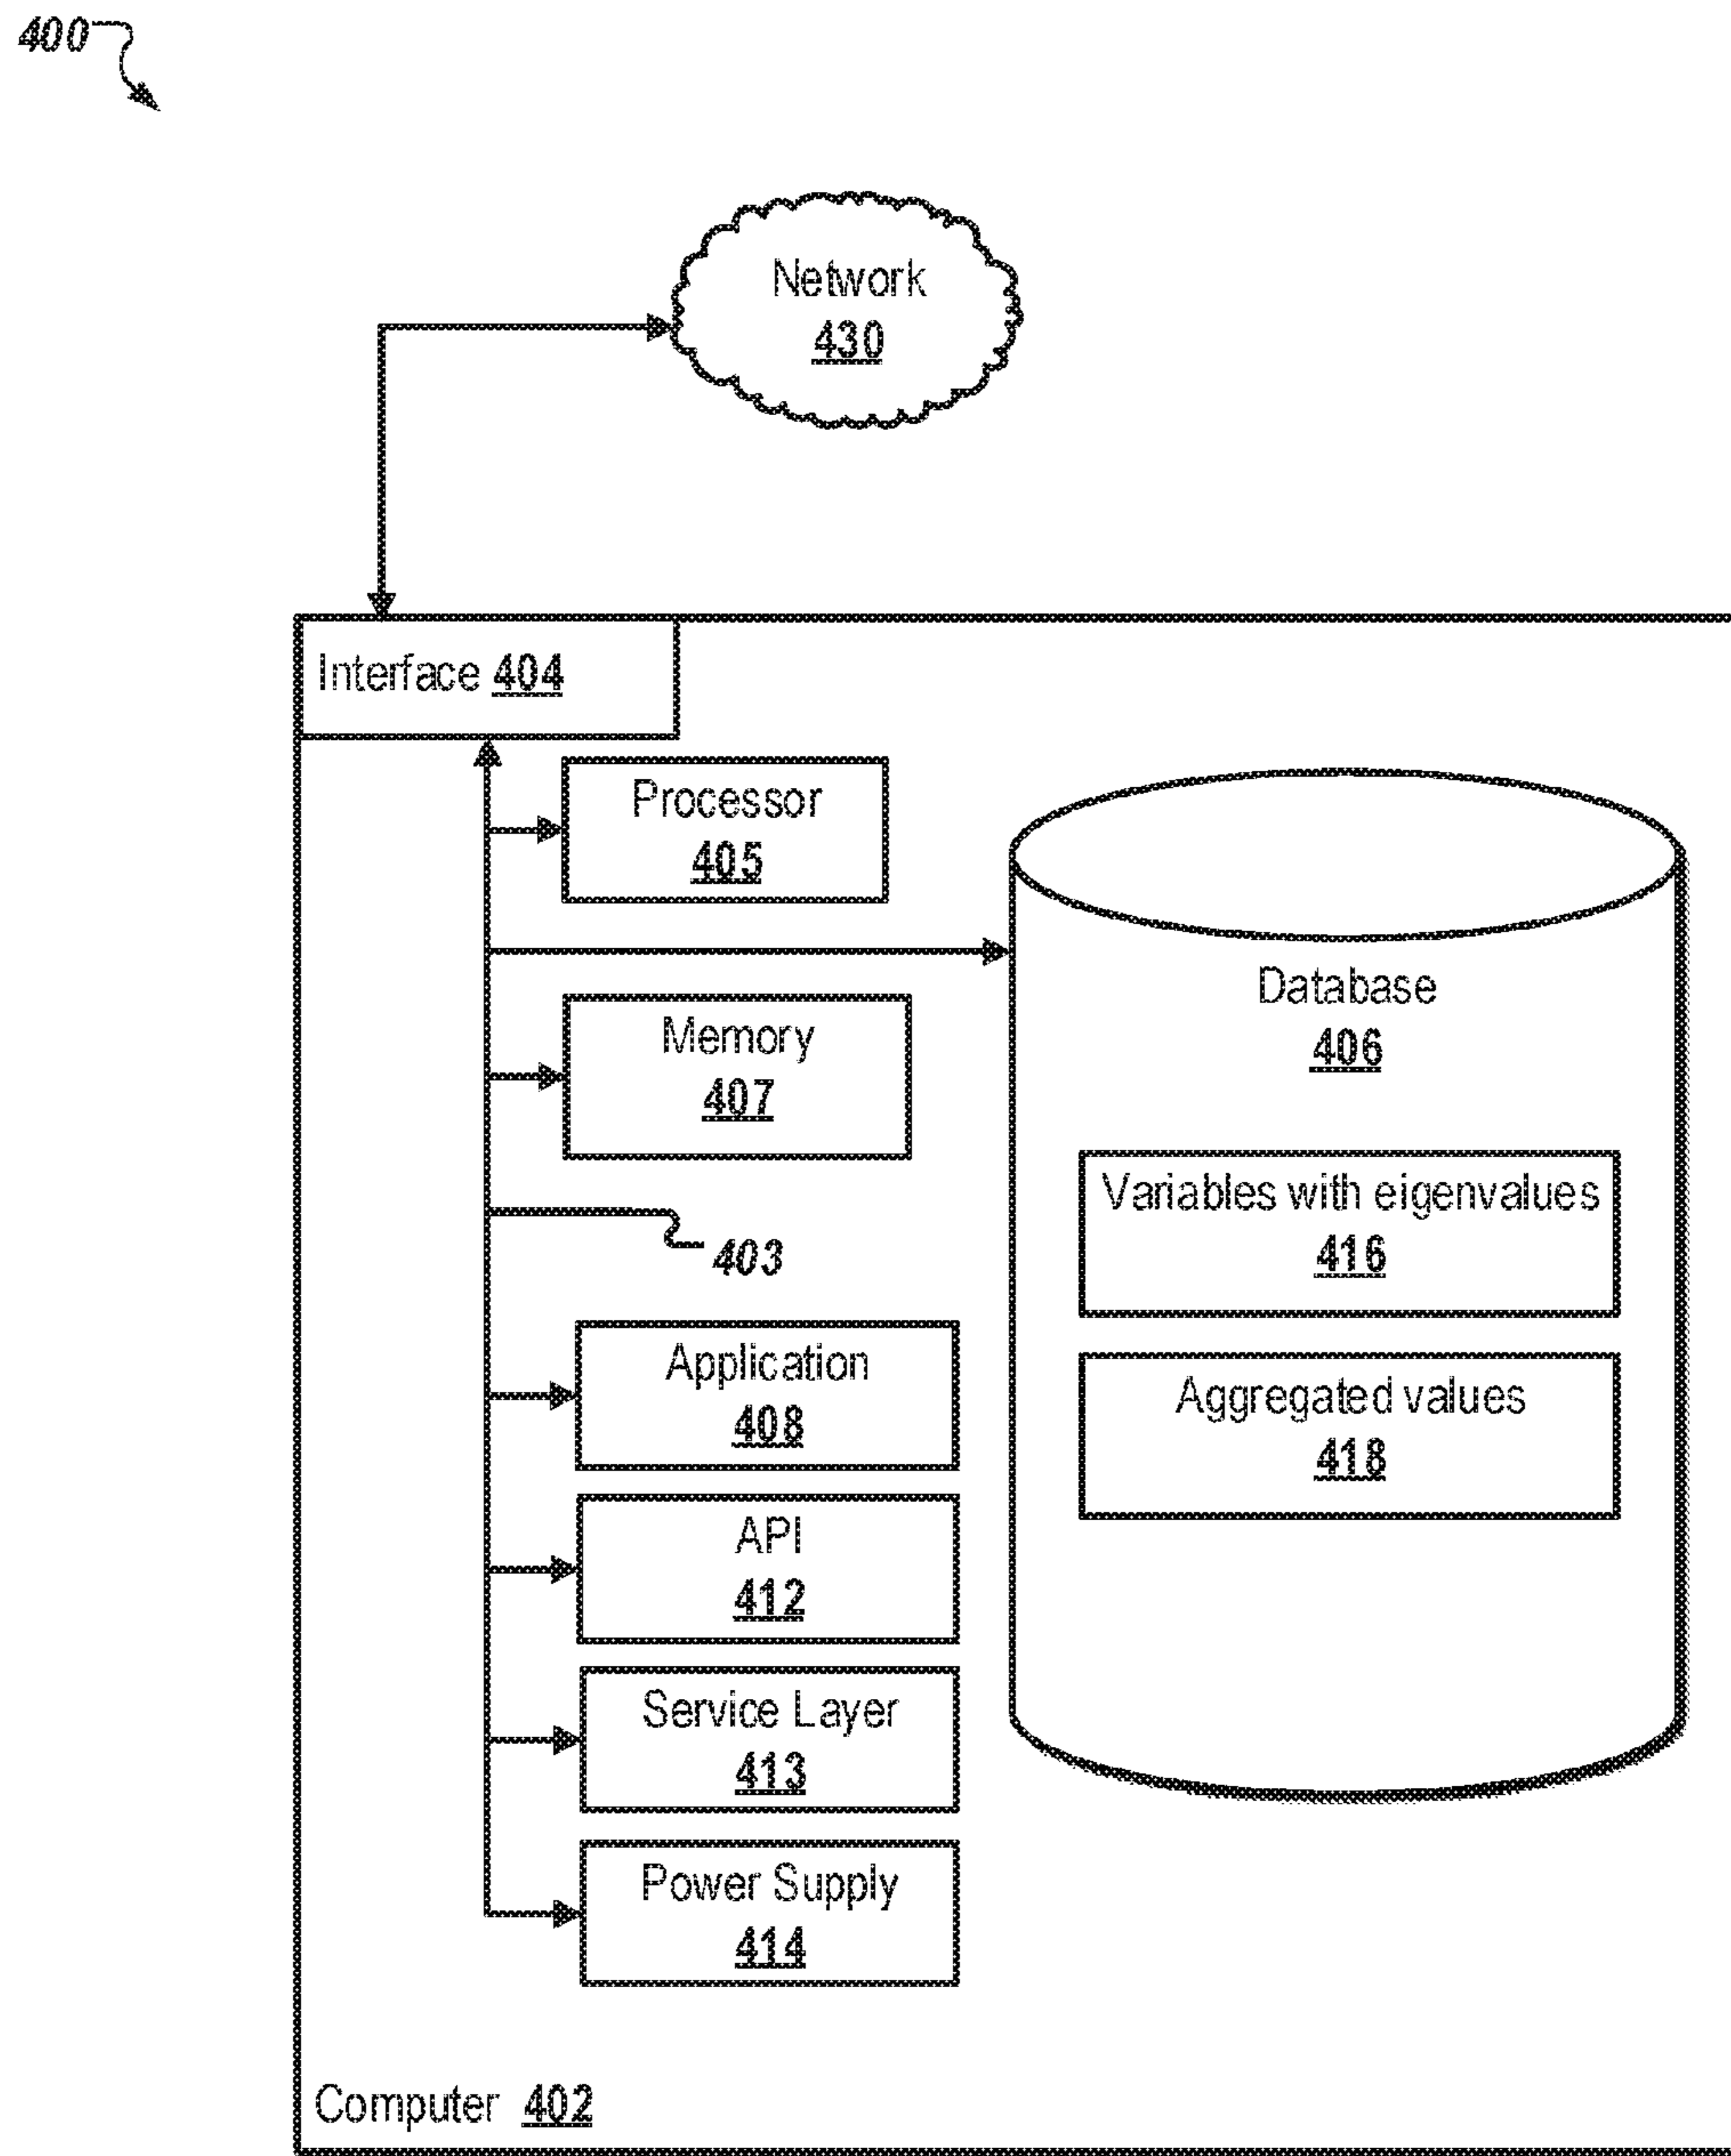 400
Network
430
Interface 404
Processor
405
Database
406
Memory
407
Variables with eigenvalues
416
403
Application
408
Aggregated values
418
API
412
Service Layer
413
Power Supply
414
Computer 402